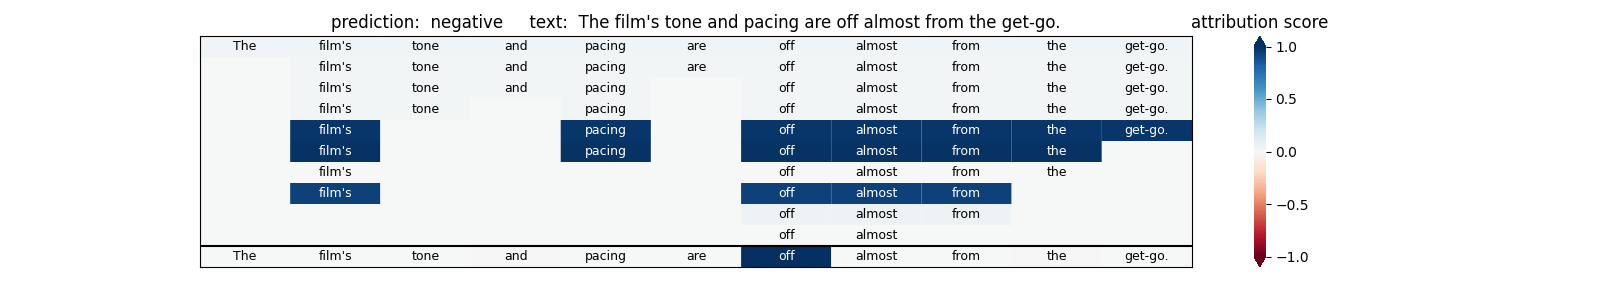 prediction:  negative     text:  The film's tone and pacing are off almost from the get-go.     attribution score
The film's tone and pacing are off almost from the get-go.
film's tone and pacing are off almost from the get-go.
film's tone and pacing off almost from the get-go.
film's tone pacing off almost from the get-go.
film's pacing off almost from the get-go.
film's pacing off almost from the
film's off almost from the
film's off almost from
off almost from
off almost
The film's tone and pacing are off almost from the get-go.
1.0
0.5
0.0
−0.5
−1.0